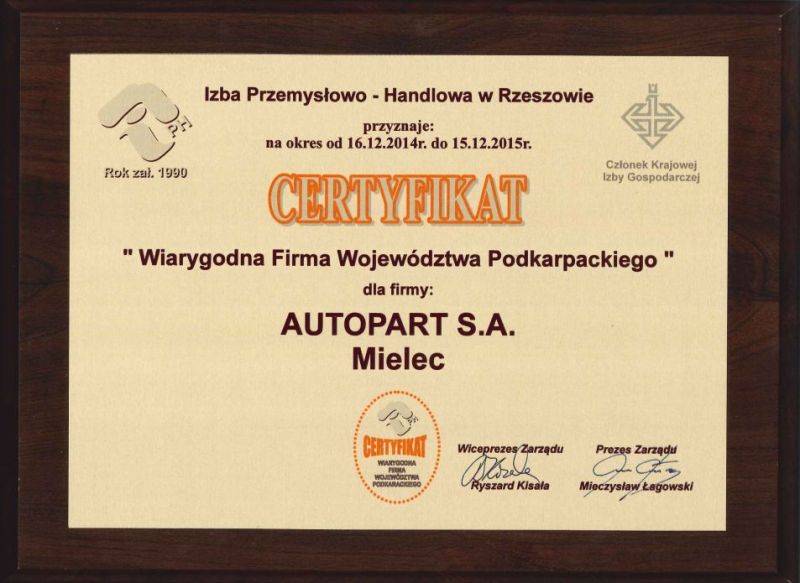 Izba Przemysłowo - Handlowa w Rzeszowie
przyznaje:
na okres od 16.12.2014r. do 15.12.2015r.
Rok zał. 1990
Członek Krajowej
Izby Gospodarczej
CERTYFIKAT
" Wiarygodna Firma Województwa Podkarpackiego "
dla firmy:
AUTOPART S.A.
Mielec
CERTYFIKAT
WIARYGODNA
FIRMA
WOJEWÓDZTWA
PODKARPACKIEGO
Wiceprezes Zarządu
Ryszard Kisała
Prezes Zarządu
Mieczysław Łagowski